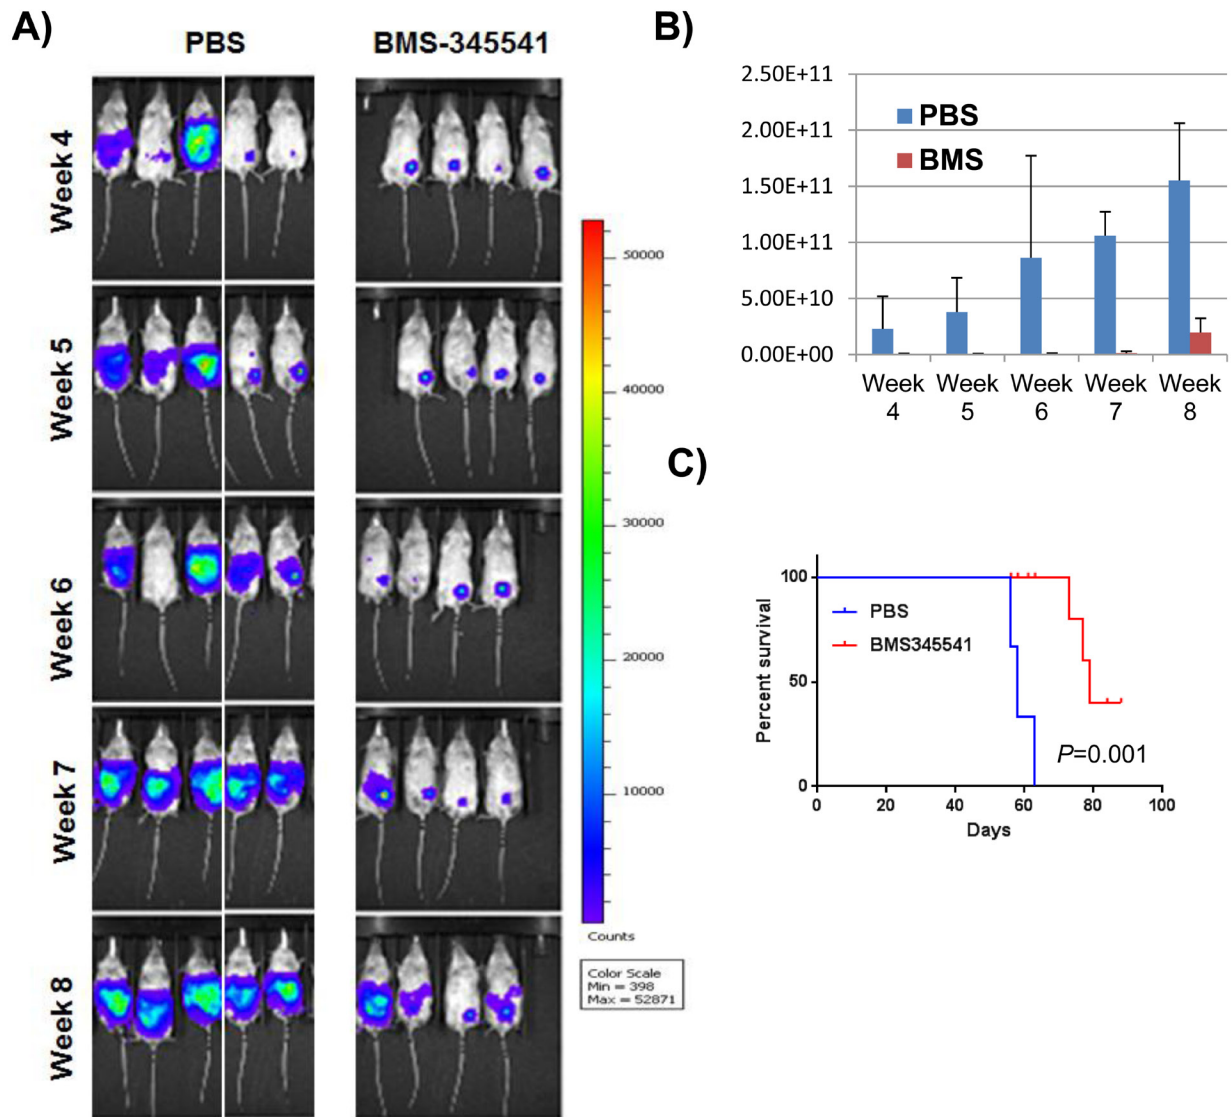 A)
PBS
BMS-345541
Week 4
Week 5
Week 6
Week 7
Week 8
50000
40000
30000
20000
10000
Counts
Color Scale
Min = 398
Max = 52871
B)
2.50E+11
2.00E+11
1.50E+11
1.00E+11
5.00E+10
0.00E+00
PBS
BMS
Week Week Week Week Week
4 5 6 7 8
C)
Percent survival
100
50
0
PBS
BMS345541
P=0.001
0 20 40 60 80 100
Days